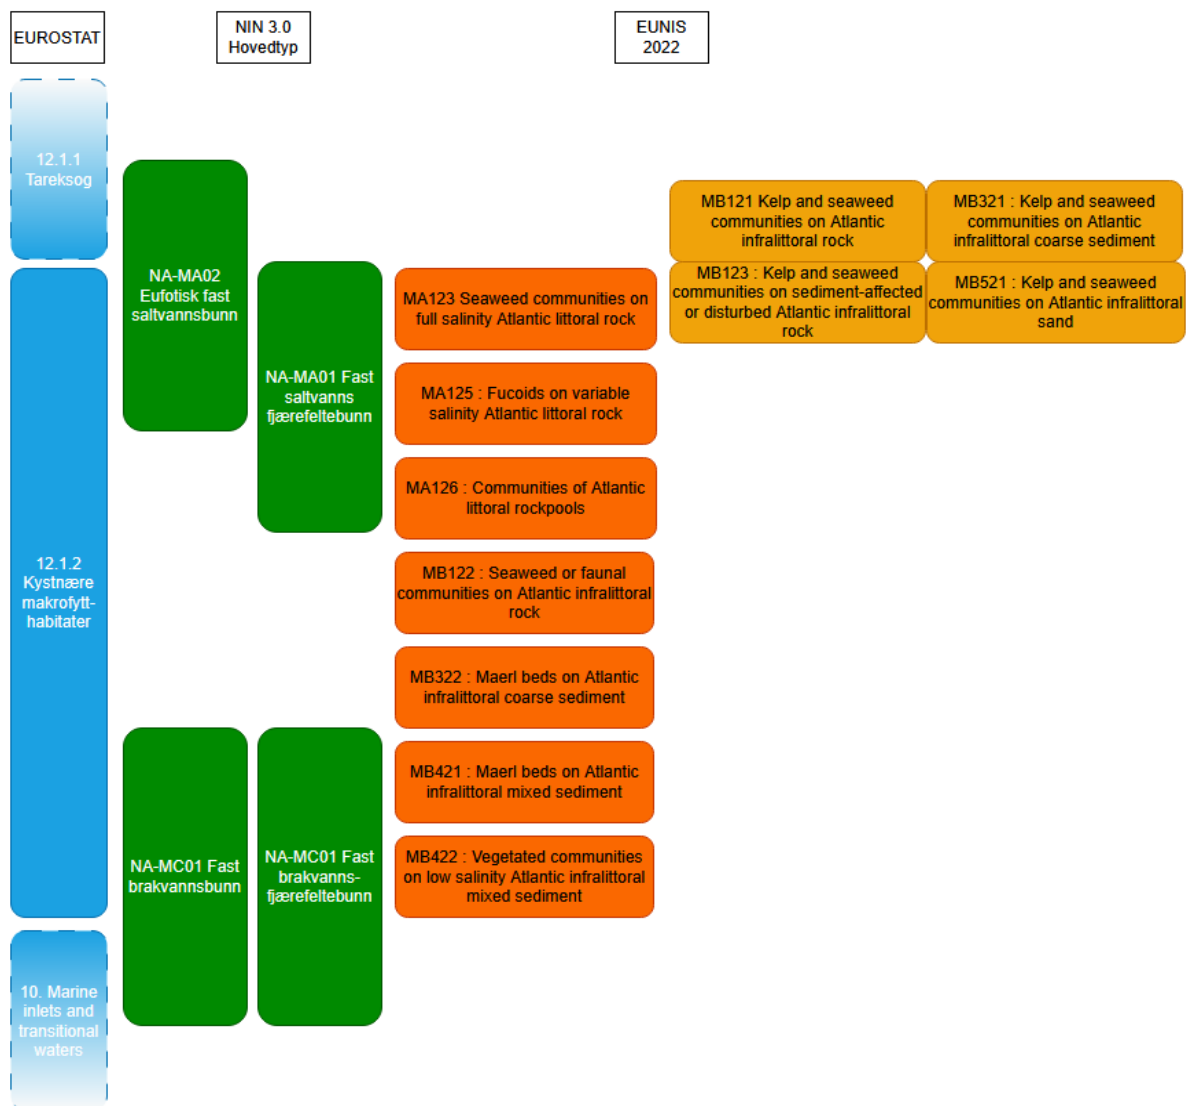 EUROSTAT
NIN 3.0
Hovedtyp
EUNIS
2022
12.1.1
Tareksog
NA-MA02
Eufotisk fast
saltvannsbunn
MB121 Kelp and seaweed
communities on Atlantic
infralittoral rock
MB321 : Kelp and seaweed
communities on Atlantic
infralittoral coarse sediment
MB123 : Kelp and seaweed
communities on sediment-affected
or disturbed Atlantic infralittoral
rock
MB521 : Kelp and seaweed
communities on Atlantic infralittoral
sand
NA-MA01 Fast
saltvanns
fjærefeltebunn
MA123 Seaweed communities on
full salinity Atlantic littoral rock
MA125 : Fucoids on variable
salinity Atlantic littoral rock
MA126 : Communities of Atlantic
littoral rockpools
12.1.2
Kystnære
makrofytt-
habitater
MB122 : Seaweed or faunal
communities on Atlantic infralittoral
rock
MB322 : Maerl beds on Atlantic
infralittoral coarse sediment
MB421 : Maerl beds on Atlantic
infralittoral mixed sediment
NA-MC01 Fast
brakvannsbunn
NA-MC01 Fast
brakvanns-
fjærefeltebunn
MB422 : Vegetated communities
on low salinity Atlantic infralittoral
mixed sediment
10. Marine
inlets and
transitional
waters